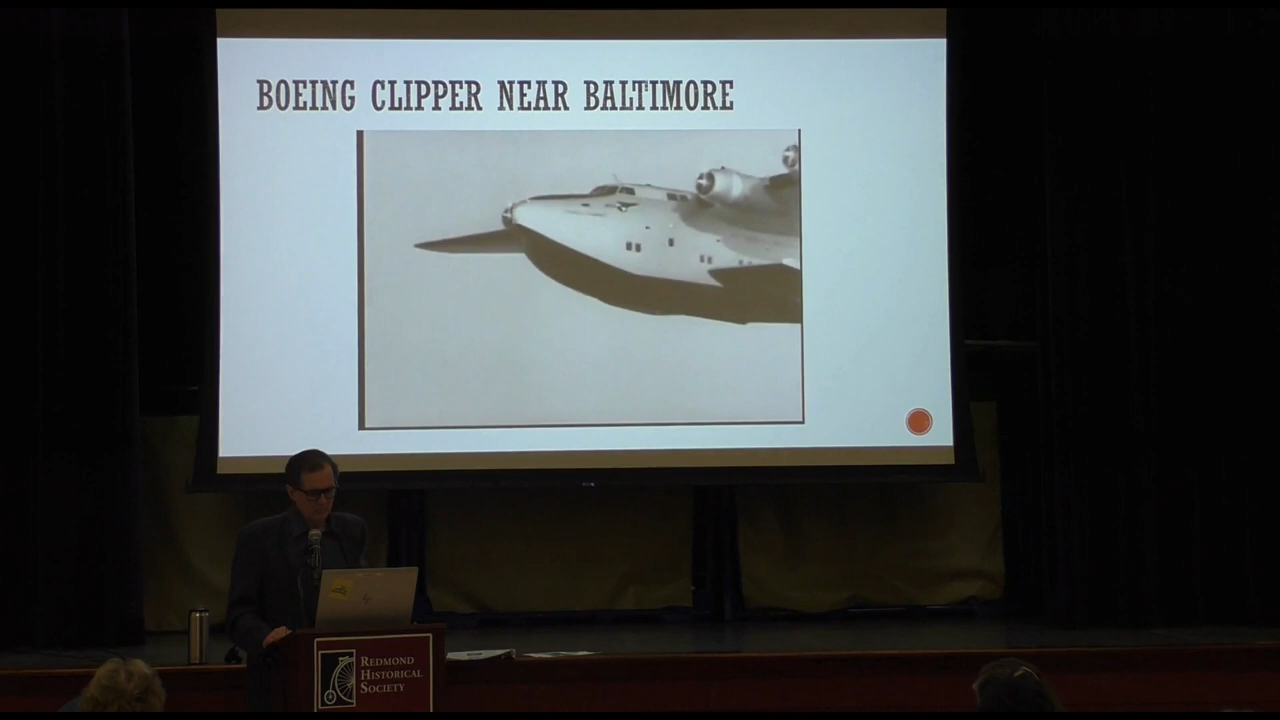 BOEING CLIPPER NEAR BALTIMORE
REDMOND
HISTORICAL
SOCIETY